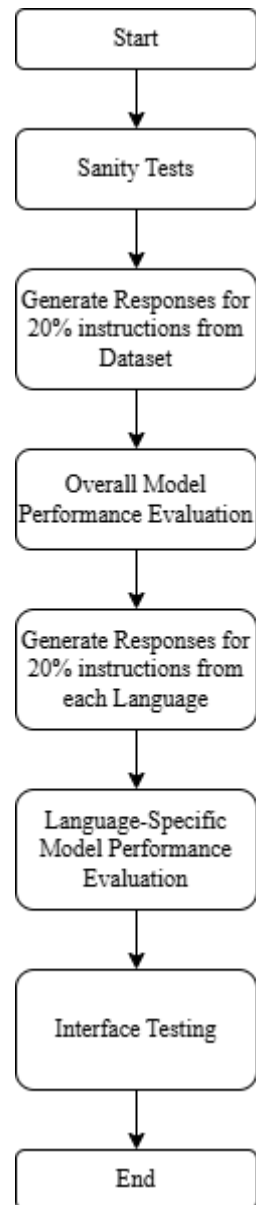 Start
Sanity Tests
Generate Responses for
20% instructions from
Dataset
Overall Model
Performance Evaluation
Generate Responses for
20% instructions from
each Language
Language-Specific
Model Performance
Evaluation
Interface Testing
End